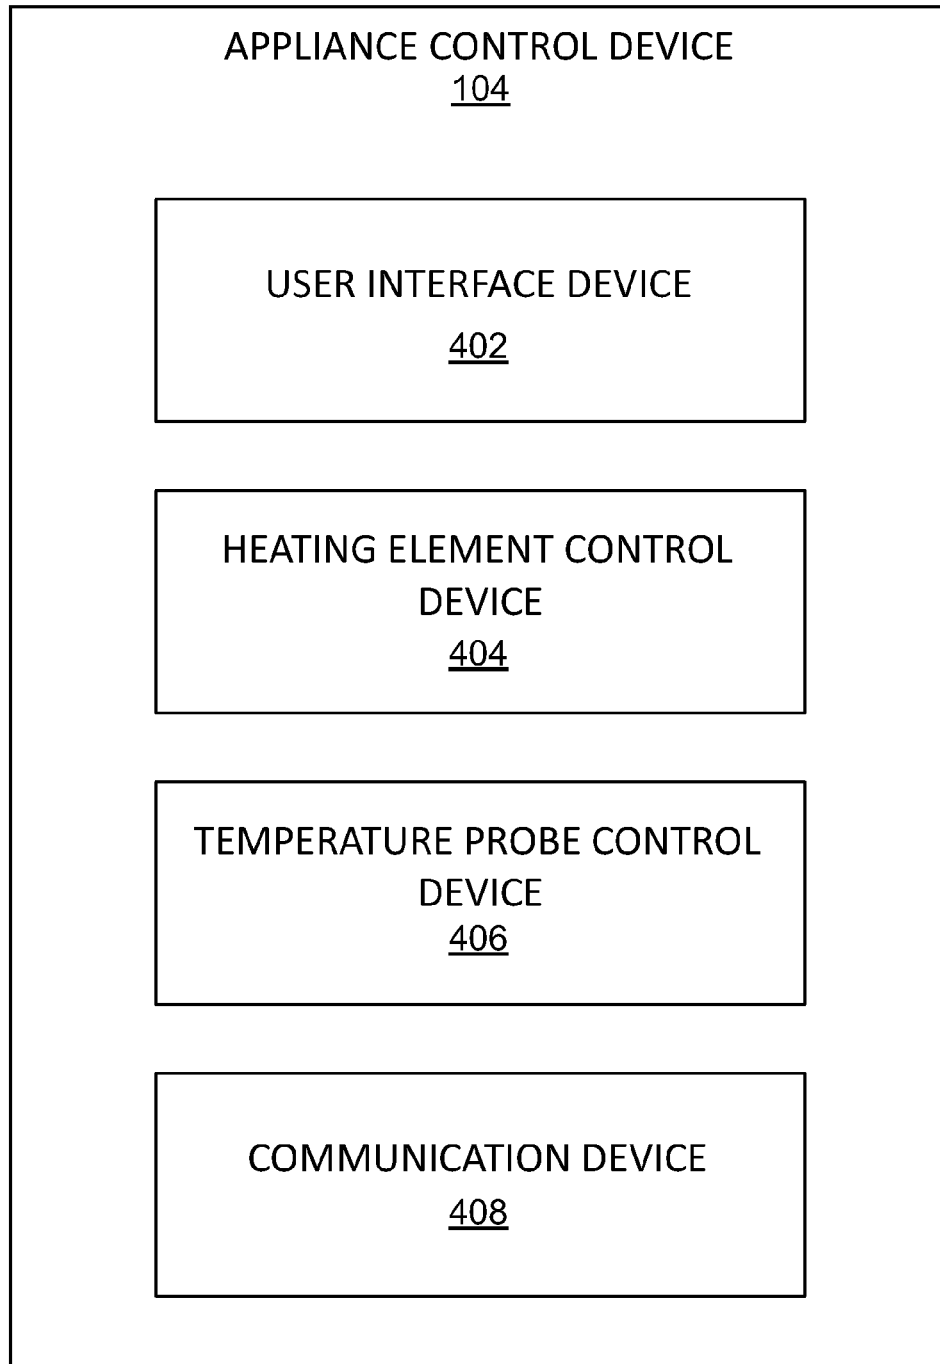 APPLIANCE CONTROL DEVICE
104
USER INTERFACE DEVICE
402
HEATING ELEMENT CONTROL
DEVICE
404
TEMPERATURE PROBE CONTROL
DEVICE
406
COMMUNICATION DEVICE
408